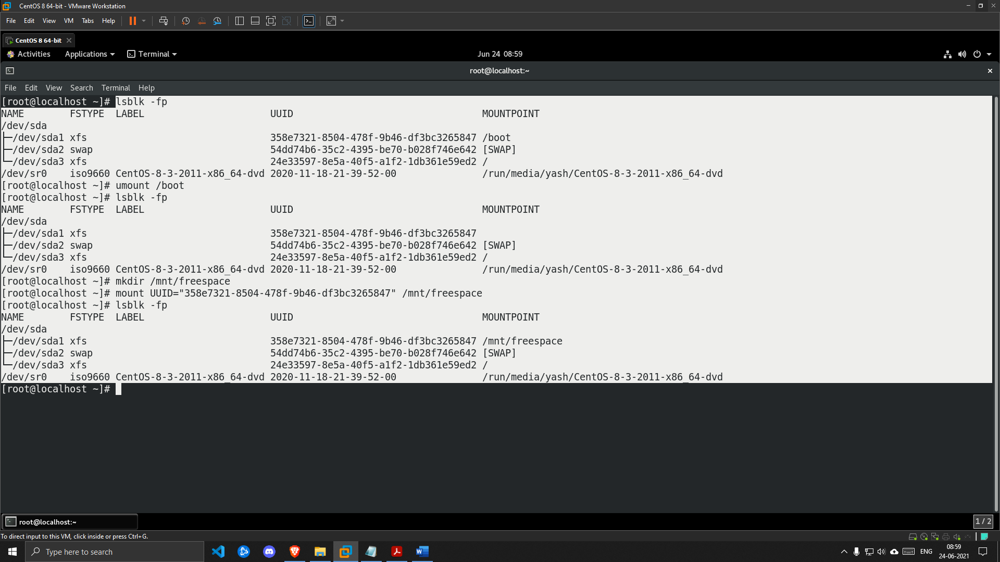 CentOS 8 64-bit - VMware Workstation
File Edit View VM Tabs Help
CentOS 8 64-bit
Activities Applications Terminal Jun 24 08:59
root@localhost:~
File Edit View Search Terminal Help
[root@localhost ~]# lsblk -fp
NAME FSTYPE LABEL UUID MOUNTPOINT
/dev/sda
├─/dev/sda1 xfs 358e7321-8504-478f-9b46-df3bc3265847 /boot
├─/dev/sda2 swap 54dd74b6-35c2-4395-be70-b028f746e642 [SWAP]
└─/dev/sda3 xfs 24e33597-8e5a-40f5-a1f2-1db361e59ed2 /
/dev/sr0 iso9660 CentOS-8-3-2011-x86_64-dvd 2020-11-18-21-39-52-00 /run/media/yash/CentOS-8-3-2011-x86_64-dvd
[root@localhost ~]# umount /boot
[root@localhost ~]# lsblk -fp
NAME FSTYPE LABEL UUID MOUNTPOINT
/dev/sda
├─/dev/sda1 xfs 358e7321-8504-478f-9b46-df3bc3265847
├─/dev/sda2 swap 54dd74b6-35c2-4395-be70-b028f746e642 [SWAP]
└─/dev/sda3 xfs 24e33597-8e5a-40f5-a1f2-1db361e59ed2 /
/dev/sr0 iso9660 CentOS-8-3-2011-x86_64-dvd 2020-11-18-21-39-52-00 /run/media/yash/CentOS-8-3-2011-x86_64-dvd
[root@localhost ~]# mkdir /mnt/freespace
[root@localhost ~]# mount UUID="358e7321-8504-478f-9b46-df3bc3265847" /mnt/freespace
[root@localhost ~]# lsblk -fp
NAME FSTYPE LABEL UUID MOUNTPOINT
/dev/sda
├─/dev/sda1 xfs 358e7321-8504-478f-9b46-df3bc3265847 /mnt/freespace
├─/dev/sda2 swap 54dd74b6-35c2-4395-be70-b028f746e642 [SWAP]
└─/dev/sda3 xfs 24e33597-8e5a-40f5-a1f2-1db361e59ed2 /
/dev/sr0 iso9660 CentOS-8-3-2011-x86_64-dvd 2020-11-18-21-39-52-00 /run/media/yash/CentOS-8-3-2011-x86_64-dvd
[root@localhost ~]#
root@localhost:~ 1 / 2
To direct input to this VM, click inside or press Ctrl+G.
Type here to search ENG 08:59
24-06-2021